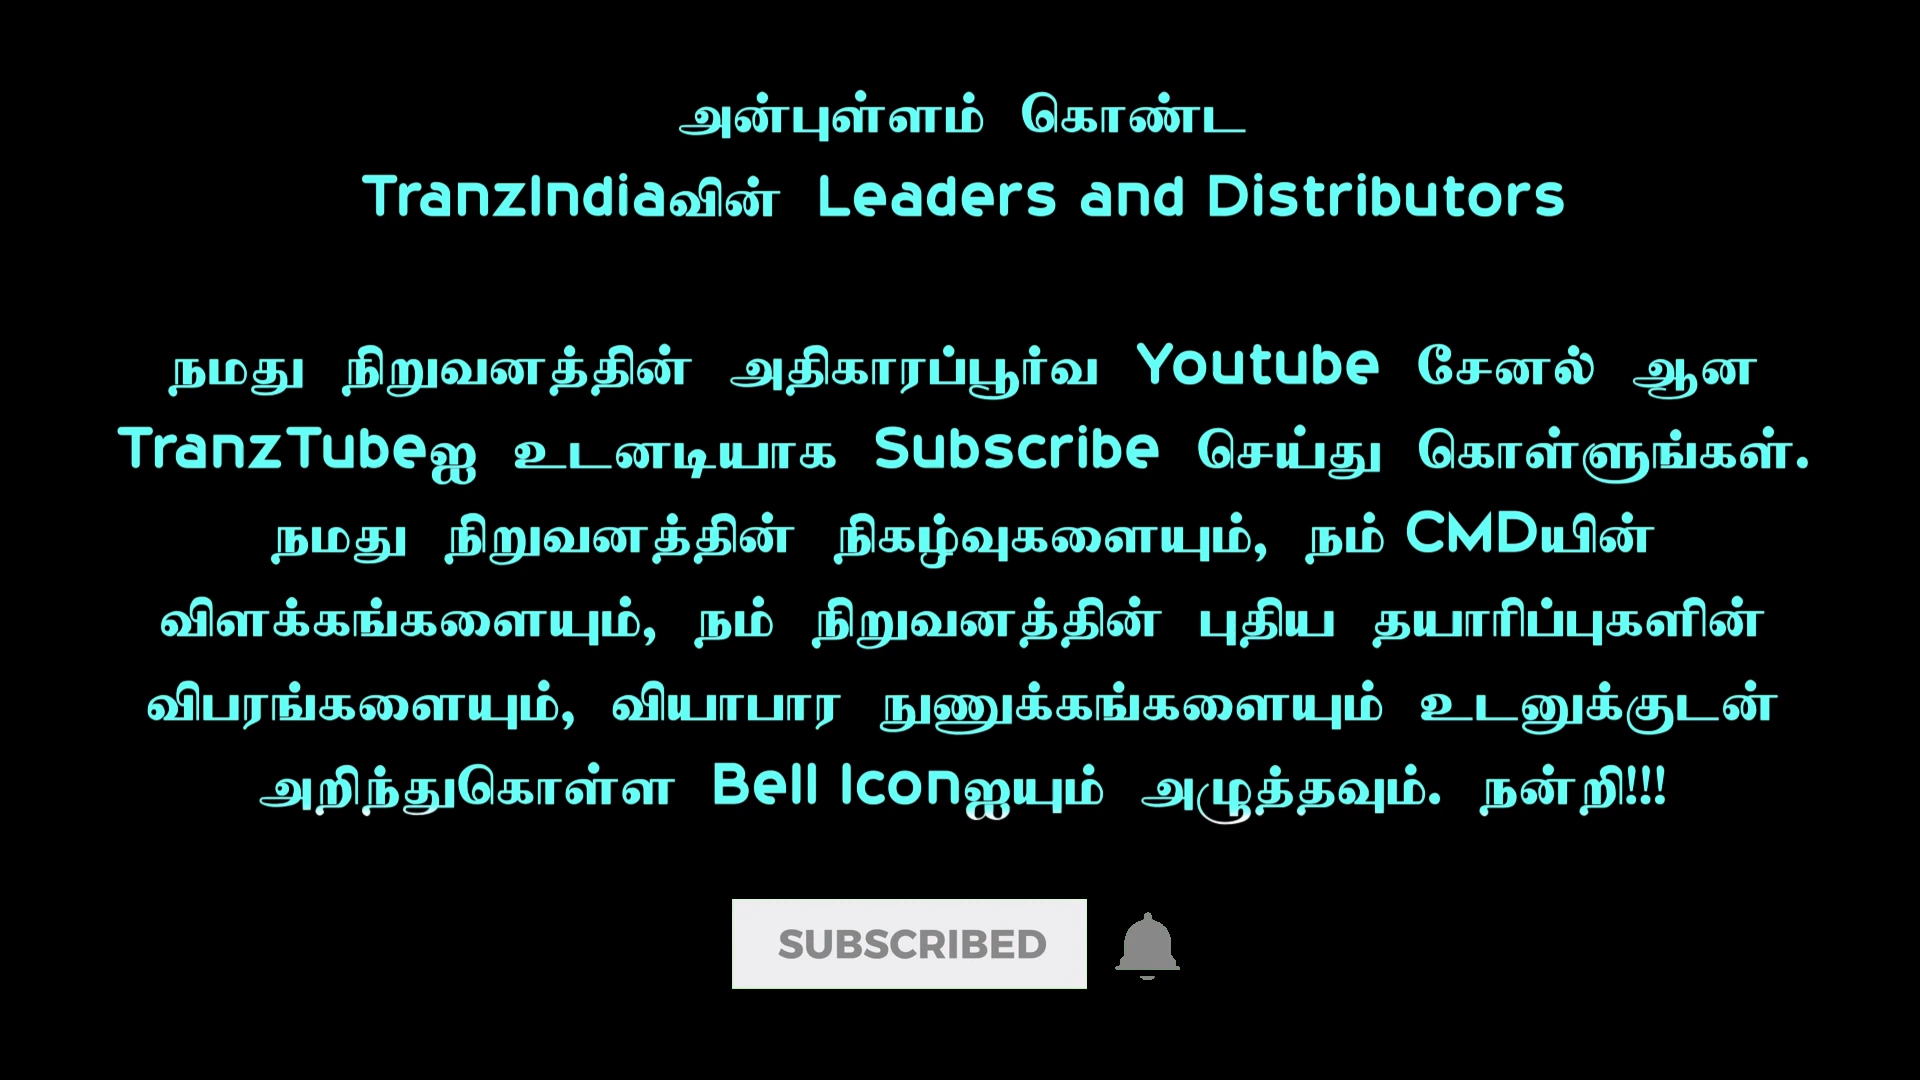 அன்புள்ளம் கொண்ட
TranzIndiaவின் Leaders and Distributors
நமது நிறுவனத்தின் அதிகாரப்பூர்வ Youtube சேனல் ஆன
TranzTubeஐ உடனடியாக Subscribe செய்து கொள்ளுங்கள்.
நமது நிறுவனத்தின் நிகழ்வுகளையும், நம் CMDயின்
விளக்கங்களையும், நம் நிறுவனத்தின் புதிய தயாரிப்புகளின்
விபரங்களையும், வியாபார நுணுக்கங்களையும் உடனுக்குடன்
அறிந்துகொள்ள Bell Iconஐயும் அழுத்தவும். நன்றி!!!
SUBSCRIBED